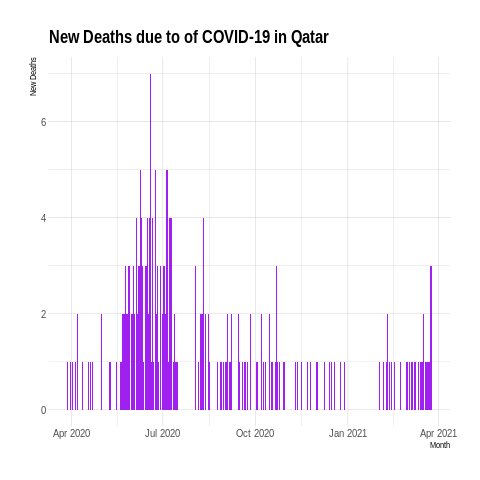 New Deaths due to of COVID-19 in Qatar
New Deaths
6
4
2
0
Apr 2020 Jul 2020 Oct 2020 Jan 2021 Apr 2021
Month